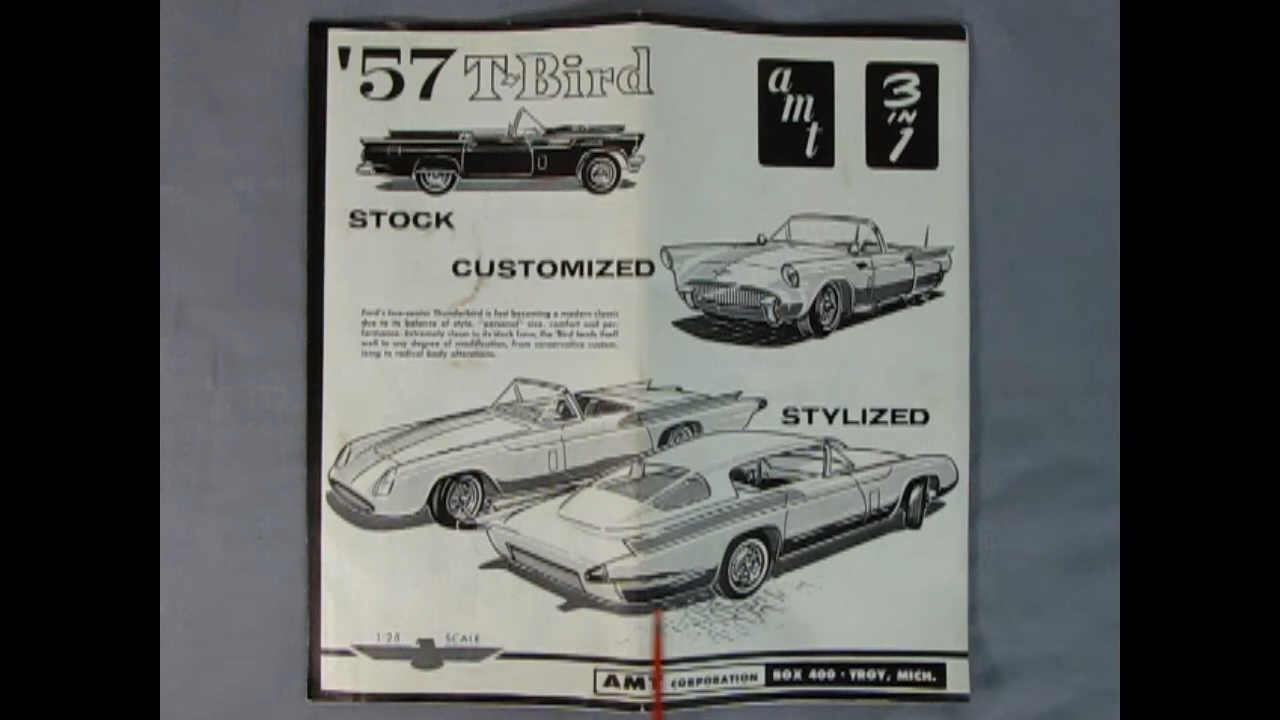 '57 T-Bird
amt
3 IN 1
STOCK
CUSTOMIZED
Ford's two-seater Thunderbird is fast becoming a modern classic
due to its balance of style, "personal" size, comfort and per-
formance. Extremely clean in its stock form, the 'Bird lends itself
well to any degree of modification, from conservative custom-
izing to radical body alterations.
STYLIZED
1:25 SCALE
AMT CORPORATION BOX 400 · TROY, MICH.